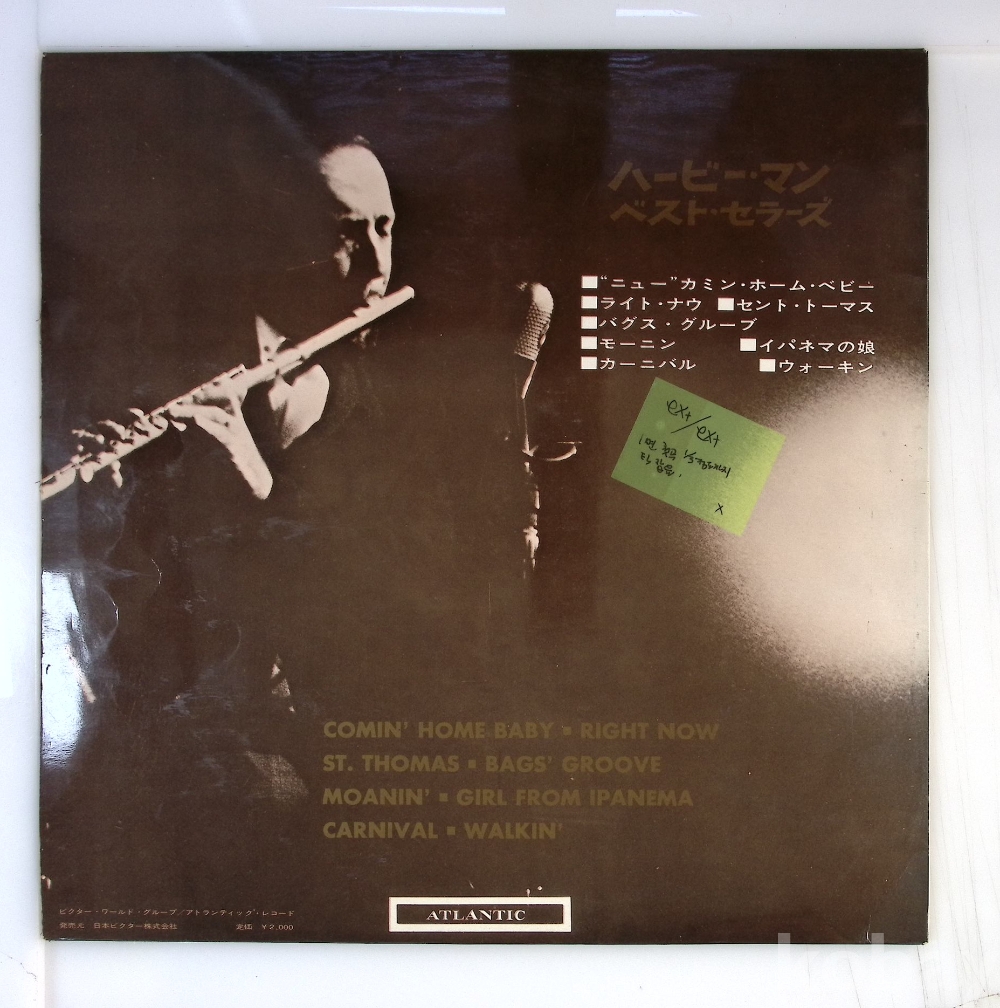 ハービー・マン
ベスト・セラーズ
■“ニュー”カミン・ホーム・ベビー
■ライト・ナウ ■セント・トーマス
■バグス・グルーブ
■モーニン ■イパネマの娘
■カーニバル ■ウォーキン
ex+/ex+
1면 첫곡 1/3
X
COMIN' HOME BABY ▪ RIGHT NOW
ST. THOMAS ▪ BAGS' GROOVE
MOANIN' ▪ GIRL FROM IPANEMA
CARNIVAL ▪ WALKIN'
ビクター・ワールド・グループ/アトランティック・レコード
発売元 日本ビクター株式会社 定価 ¥2,000
ATLANTIC